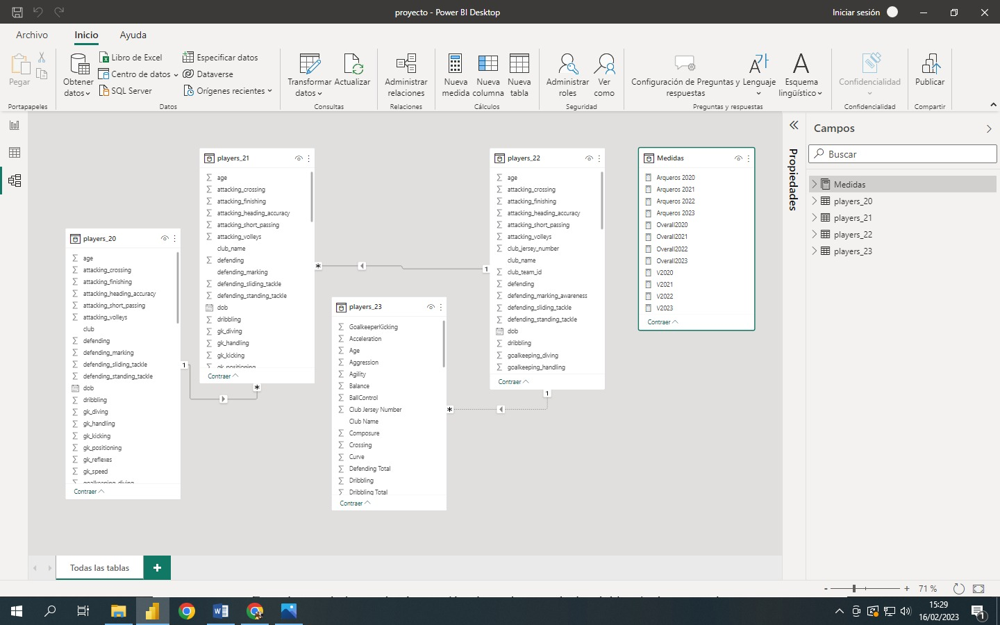 proyecto - Power BI Desktop
Iniciar sesión
Archivo
Inicio
Ayuda
Pegar
Portapapeles
Obtener datos
Libro de Excel
Centro de datos
SQL Server
Especificar datos
Dataverse
Orígenes recientes
Datos
Transformar datos
Actualizar
Consultas
Administrar relaciones
Relaciones
Nueva medida
Nueva columna
Nueva tabla
Cálculos
Administrar roles
Ver como
Seguridad
Configuración de Preguntas y respuestas
Lenguaje
Esquema lingüístico
Preguntas y respuestas
Confidencialidad
Confidencialidad
Publicar
Compartir
players_20
age
attacking_crossing
attacking_finishing
attacking_heading_accuracy
attacking_short_passing
attacking_volleys
club
defending
defending_marking
defending_sliding_tackle
defending_standing_tackle
dob
dribbling
gk_diving
gk_handling
gk_kicking
gk_positioning
gk_reflexes
gk_speed
goalkeeping_diving
Contraer
1
*
players_21
age
attacking_crossing
attacking_finishing
attacking_heading_accuracy
attacking_short_passing
attacking_volleys
club_name
defending
defending_marking
defending_sliding_tackle
defending_standing_tackle
dob
dribbling
gk_diving
gk_handling
gk_kicking
gk_positioning
Contraer
*
1
players_23
GoalkeeperKicking
Acceleration
Age
Aggression
Agility
Balance
BallControl
Club Jersey Number
Club Name
Composure
Crossing
Curve
Defending Total
Dribbling
Dribbling Total
Contraer
*
1
players_22
age
attacking_crossing
attacking_finishing
attacking_heading_accuracy
attacking_short_passing
attacking_volleys
club_jersey_number
club_name
club_team_id
defending
defending_marking_awareness
defending_sliding_tackle
defending_standing_tackle
dob
dribbling
goalkeeping_diving
goalkeeping_handling
Contraer
Medidas
Arqueros 2020
Arqueros 2021
Arqueros 2022
Arqueros 2023
Overall2020
Overall2021
Overall2022
Overall2023
V2020
V2021
V2022
V2023
Contraer
Propiedades
Campos
Buscar
Medidas
players_20
players_21
players_22
players_23
Todas las tablas
+
- + 71 %
15:29
16/02/2023
1